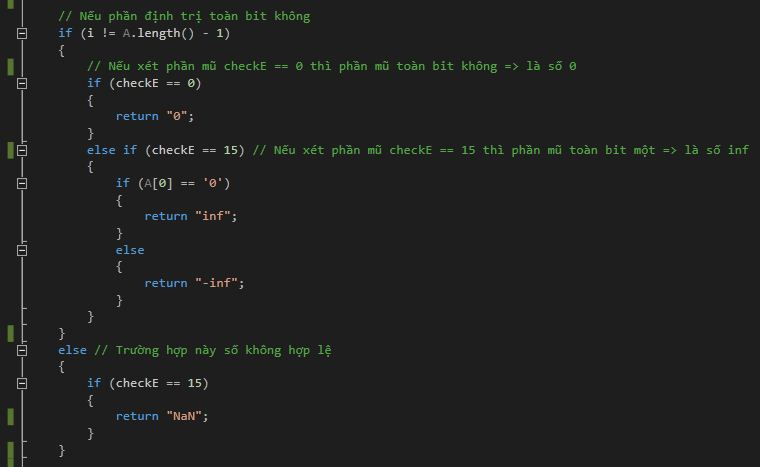 // Nếu phần định trị toàn bit không
if (i != A.length() - 1)
{
// Nếu xét phần mũ checkE == 0 thì phần mũ toàn bit không => là số 0
if (checkE == 0)
{
return "0";
}
else if (checkE == 15) // Nếu xét phần mũ checkE == 15 thì phần mũ toàn bit một => là số inf
{
if (A[0] == '0')
{
return "inf";
}
else
{
return "-inf";
}
}
}
else // Trường hợp này số không hợp lệ
{
if (checkE == 15)
{
return "NaN";
}
}